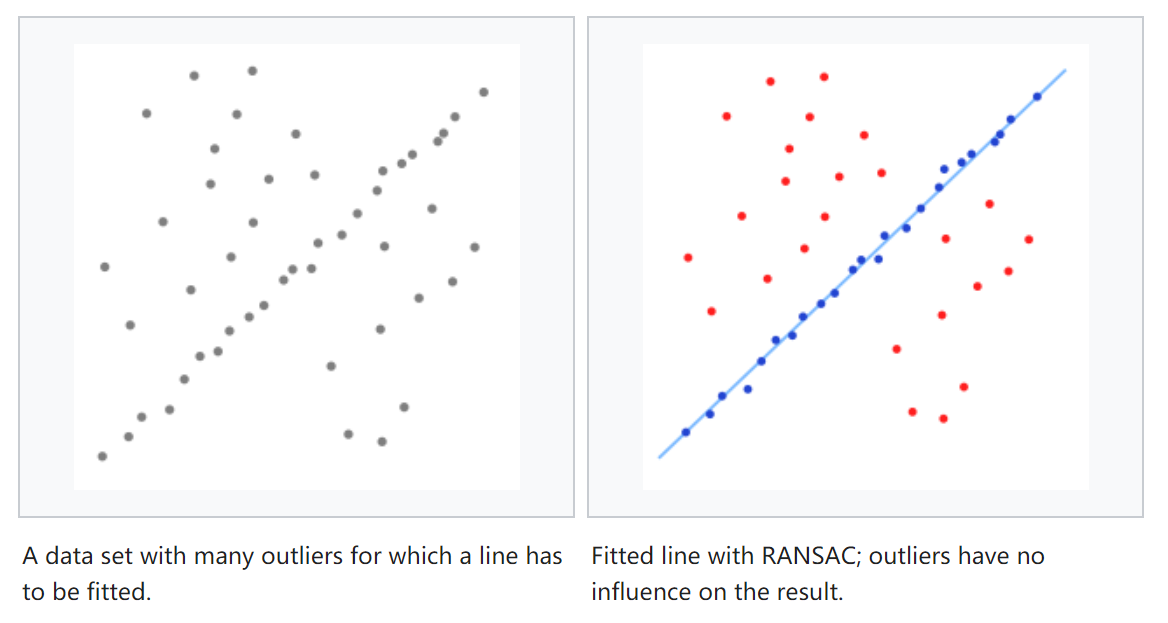 A data set with many outliers for which a line has
to be fitted.
Fitted line with RANSAC; outliers have no
influence on the result.